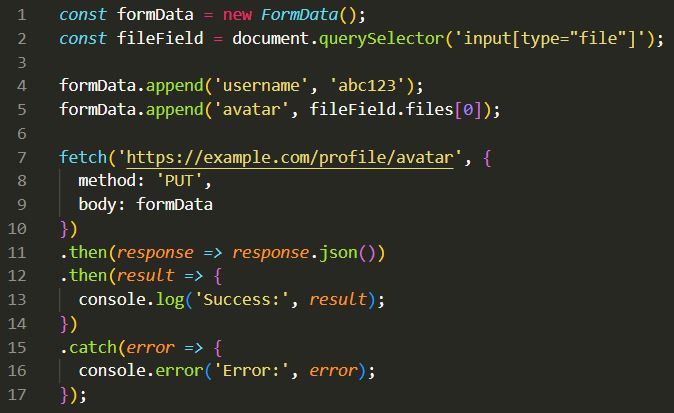 1 const formData = new FormData();
2 const fileField = document.querySelector('input[type="file"]');
3
4 formData.append('username', 'abc123');
5 formData.append('avatar', fileField.files[0]);
6
7 fetch('https://example.com/profile/avatar', {
8   method: 'PUT',
9   body: formData
10 })
11 .then(response => response.json())
12 .then(result => {
13   console.log('Success:', result);
14 })
15 .catch(error => {
16   console.error('Error:', error);
17 });